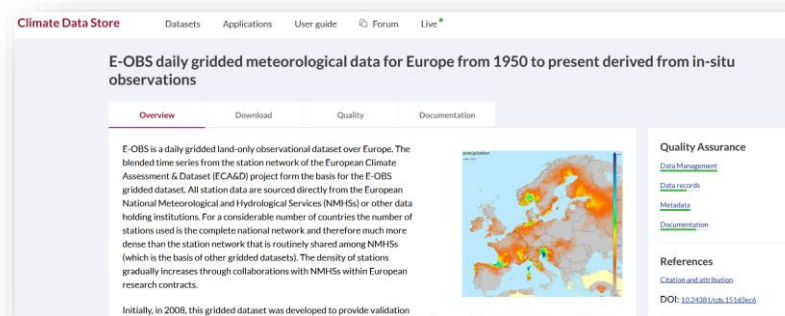 Climate Data Store
Datasets
Applications
User guide
Forum
Live
E-OBS daily gridded meteorological data for Europe from 1950 to present derived from in-situ
observations
Overview
Download
Quality
Documentation
E-OBS is a daily gridded land-only observational dataset over Europe. The
blended time series from the station network of the European Climate
Assessment & Dataset (ECA&D) project form the basis for the E-OBS
gridded dataset. All station data are sourced directly from the European
National Meteorological and Hydrological Services (NMHSs) or other data
holding institutions. For a considerable number of countries the number of
stations used is the complete national network and therefore much more
dense than the station network that is routinely shared among NMHSs
(which is the basis of other gridded datasets). The density of stations
gradually increases through collaborations with NMHSs within European
research contracts.
Initially, in 2008, this gridded dataset was developed to provide validation
precipitation
Quality Assurance
Data Management
Data records
Metadata
Documentation
References
Citation and attribution
DOI: 10.24381/cds.151d3ec6